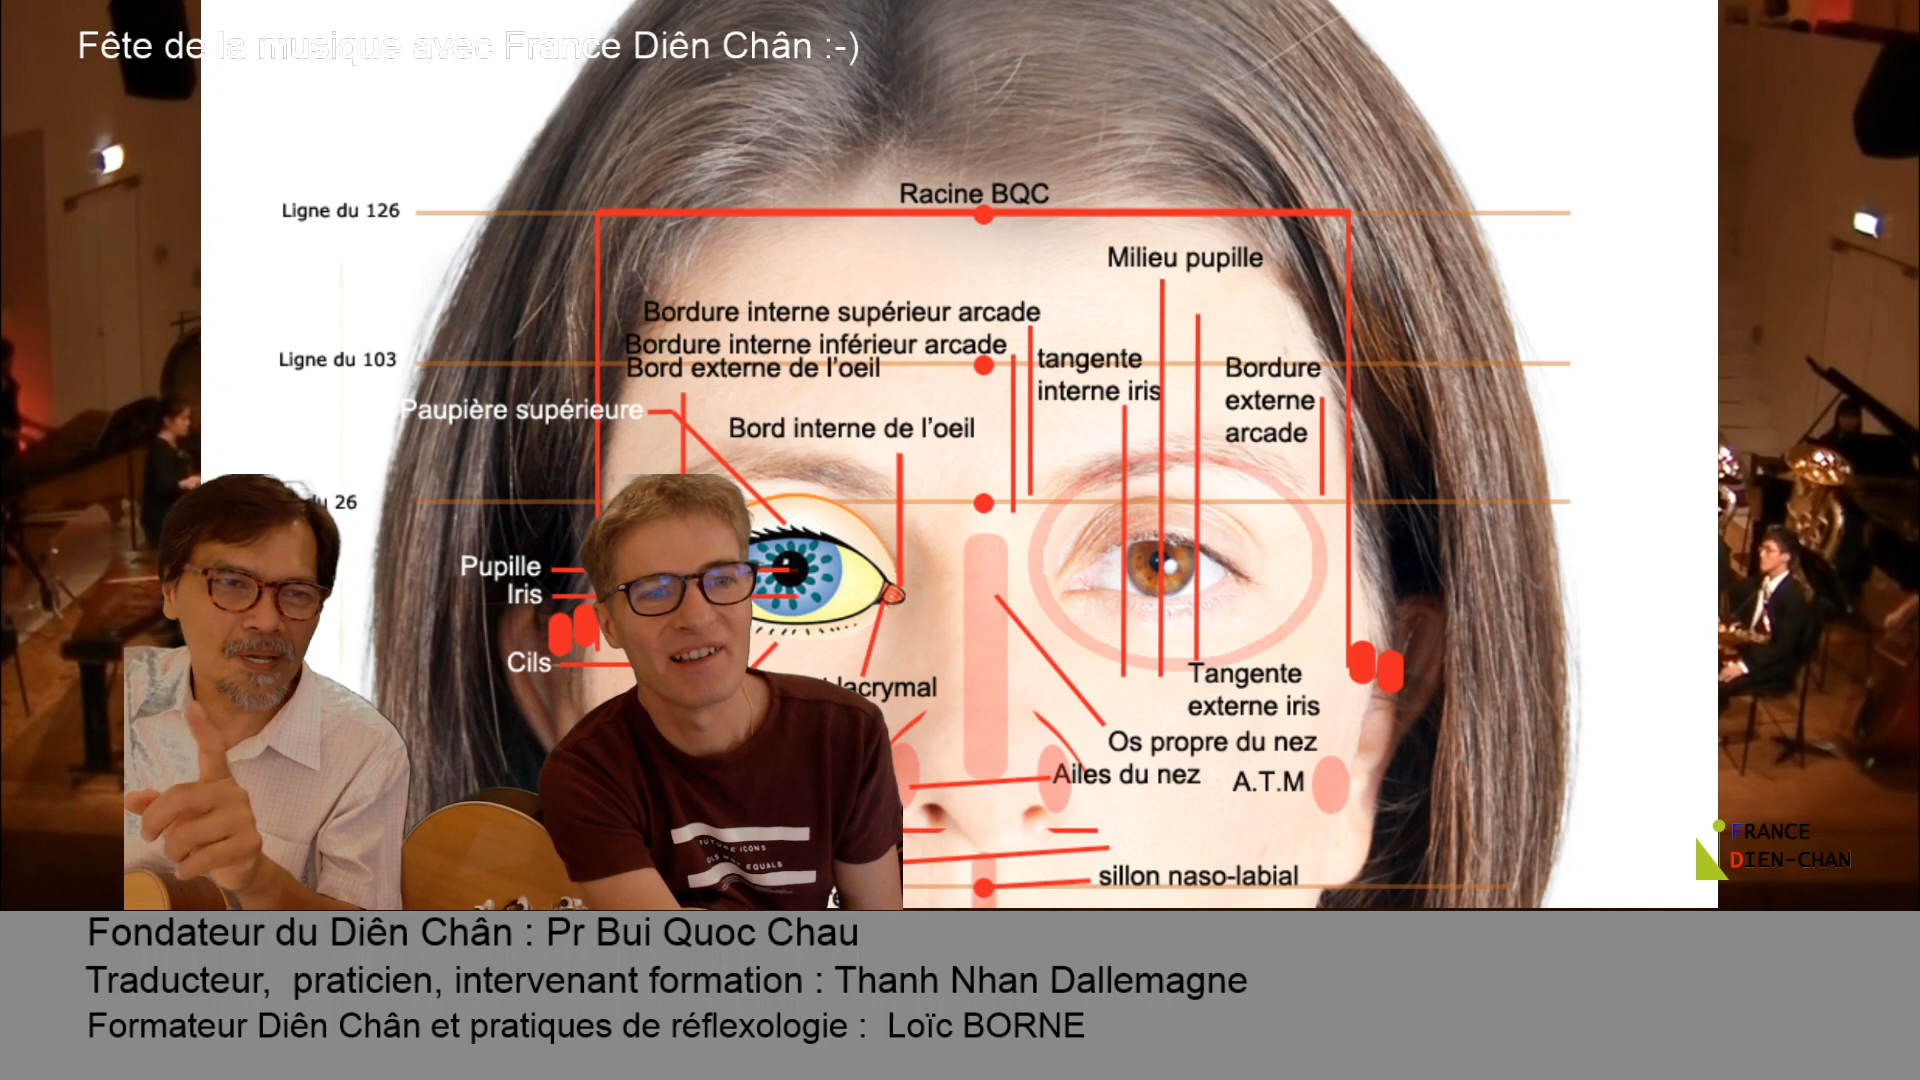 Fête de la musique avec France Diên Chân :-)
Racine BQC
Ligne du 126
Milieu pupille
Bordure interne supérieur arcade
Bordure interne inférieur arcade
Ligne du 103
tangente
interne iris
Bord externe de l'oeil
Bordure
externe
arcade
Paupière supérieure
Bord interne de l'oeil
du 26
Pupille
Iris
Cils
lacrymal
Tangente
externe iris
Os propre du nez
Ailes du nez
A.T.M
sillon naso-labial
FRANCE
DIEN-CHAN
FUTURE ICONS
EQUALS
Fondateur du Diên Chân : Pr Bui Quoc Chau
Traducteur, praticien, intervenant formation : Thanh Nhan Dallemagne
Formateur Diên Chân et pratiques de réflexologie : Loïc BORNE